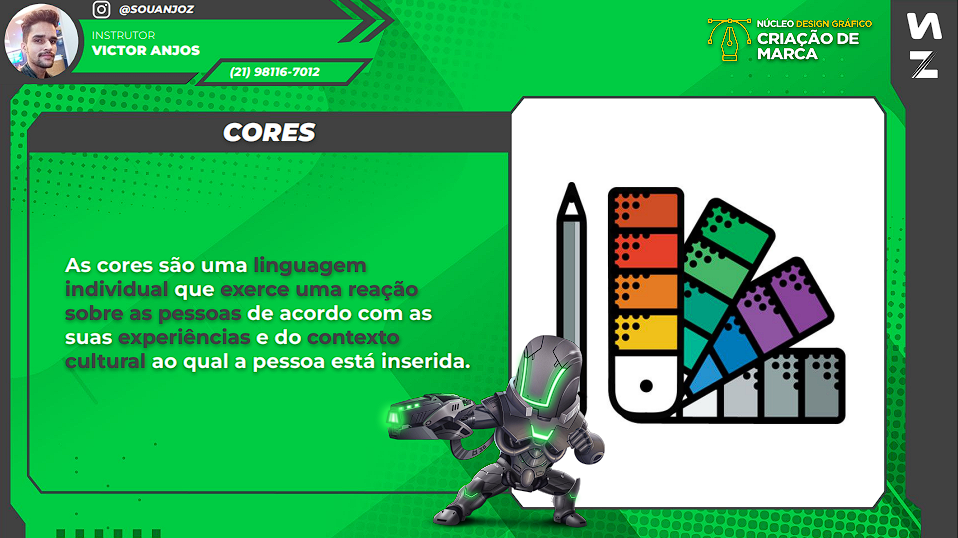 @SOUANJOZ
INSTRUTOR
VICTOR ANJOS
(21) 98116-7012
NÚCLEO DESIGN GRÁFICO
CRIAÇÃO DE
MARCA
CORES
As cores são uma linguagem
individual que exerce uma reação
sobre as pessoas de acordo com as
suas experiências e do contexto
cultural ao qual a pessoa está inserida.